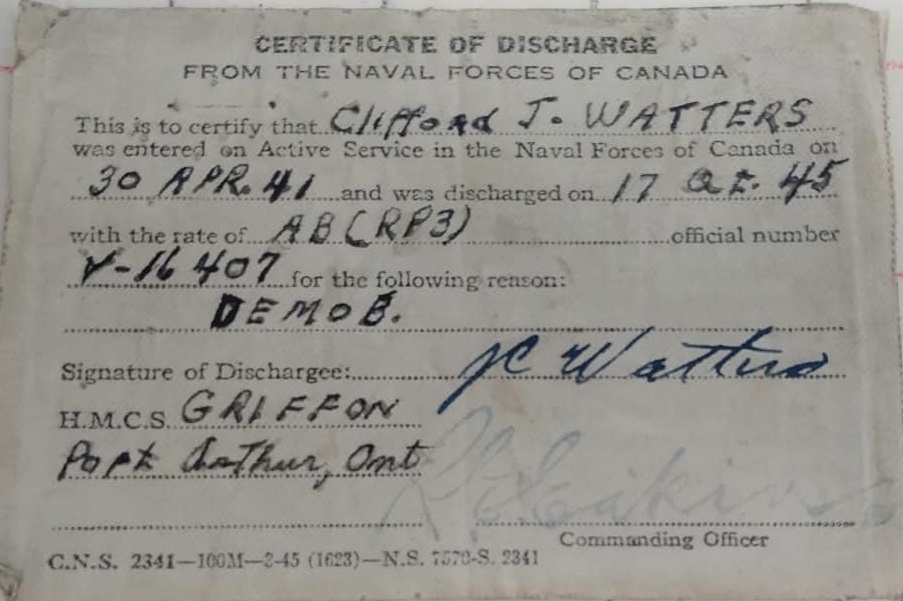 CERTIFICATE OF DISCHARGE
FROM THE NAVAL FORCES OF CANADA
This is to certify that Clifford J. WATTERS
was entered on Active Service in the Naval Forces of Canada on
30 APR. 41 and was discharged on 17 OCT. 45
with the rate of AB (RP3) official number
V-16407 for the following reason:
DEMOB.
Signature of Dischargee: JC Watters
H.M.C.S. GRIFFON
Port Arthur, Ont
Commanding Officer
C.N.S. 2341—100M—3-45 (1623)—N.S. 7570-S. 2341